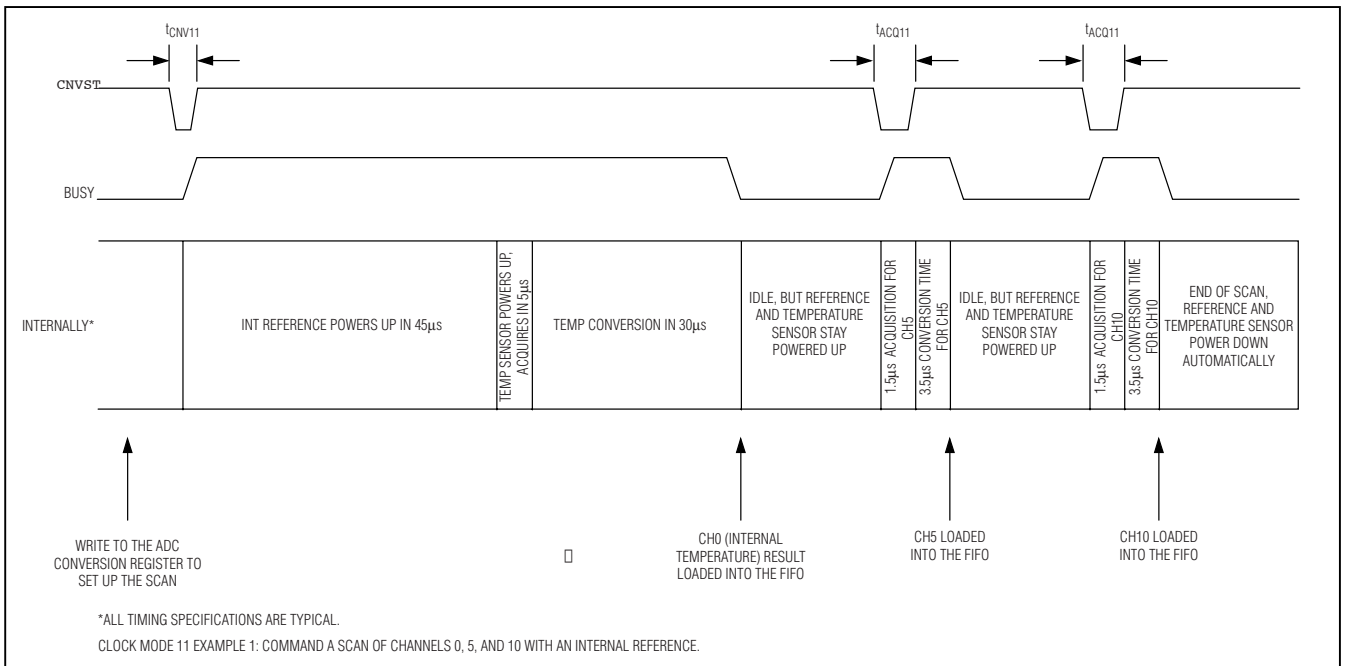 tCNV11
tACQ11
tACQ11
CNVST
BUSY
INTERNALLY*
INT REFERENCE POWERS UP IN 45µs
TEMP SENSOR POWERS UP,
ACQUIRES IN 5µs
TEMP CONVERSION IN 30µs
IDLE, BUT REFERENCE
AND TEMPERATURE
SENSOR STAY
POWERED UP
1.5µs ACQUISITION FOR
CH5
3.5µs CONVERSION TIME
FOR CH5
IDLE, BUT REFERENCE
AND TEMPERATURE
SENSOR STAY
POWERED UP
1.5µs ACQUISITION FOR
CH10
3.5µs CONVERSION TIME
FOR CH10
END OF SCAN,
REFERENCE AND
TEMPERATURE SENSOR
POWER DOWN
AUTOMATICALLY
WRITE TO THE ADC
CONVERSION REGISTER TO
SET UP THE SCAN
CH0 (INTERNAL
TEMPERATURE) RESULT
LOADED INTO THE FIFO
CH5 LOADED
INTO THE FIFO
CH10 LOADED
INTO THE FIFO
*ALL TIMING SPECIFICATIONS ARE TYPICAL.
CLOCK MODE 11 EXAMPLE 1: COMMAND A SCAN OF CHANNELS 0, 5, AND 10 WITH AN INTERNAL REFERENCE.